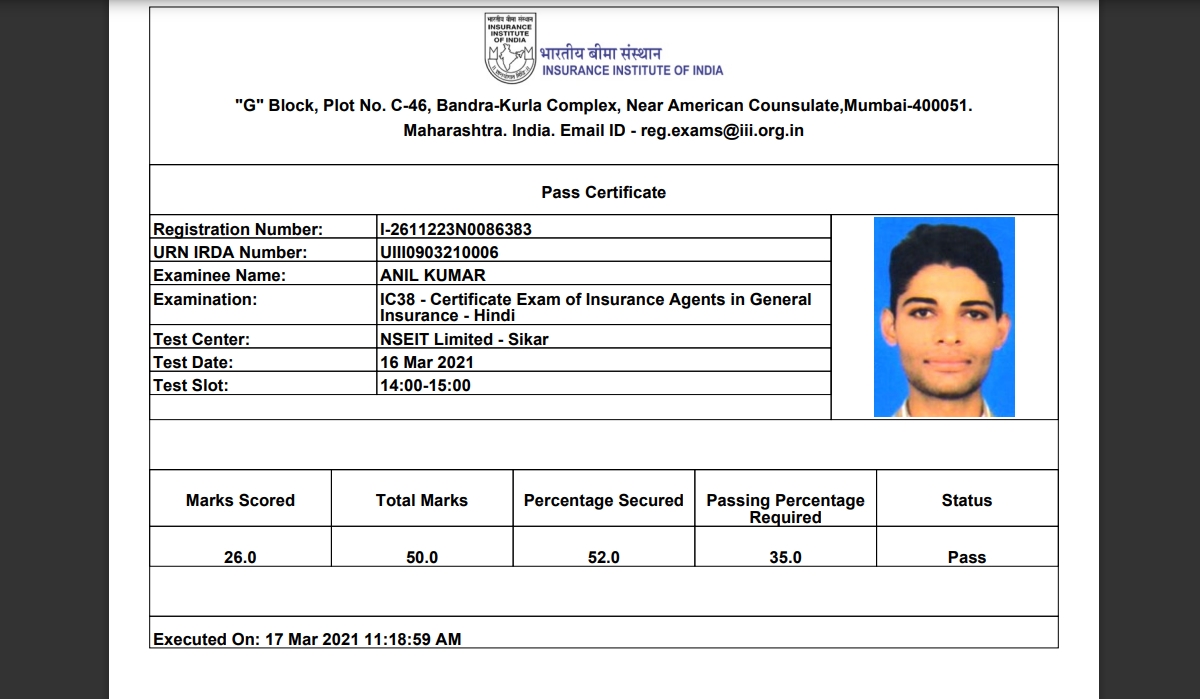 भारतीय बीमा संस्थान
INSURANCE
INSTITUTE
OF INDIA
भारतीय बीमा संस्थान
INSURANCE INSTITUTE OF INDIA
"G" Block, Plot No. C-46, Bandra-Kurla Complex, Near American Counsulate,Mumbai-400051.
Maharashtra. India. Email ID - reg.exams@iii.org.in
Pass Certificate
Registration Number: I-2611223N0086383
URN IRDA Number: UIII0903210006
Examinee Name: ANIL KUMAR
Examination: IC38 - Certificate Exam of Insurance Agents in General
Insurance - Hindi
Test Center: NSEIT Limited - Sikar
Test Date: 16 Mar 2021
Test Slot: 14:00-15:00
Marks Scored Total Marks Percentage Secured Passing Percentage Required Status
26.0 50.0 52.0 35.0 Pass
Executed On: 17 Mar 2021 11:18:59 AM